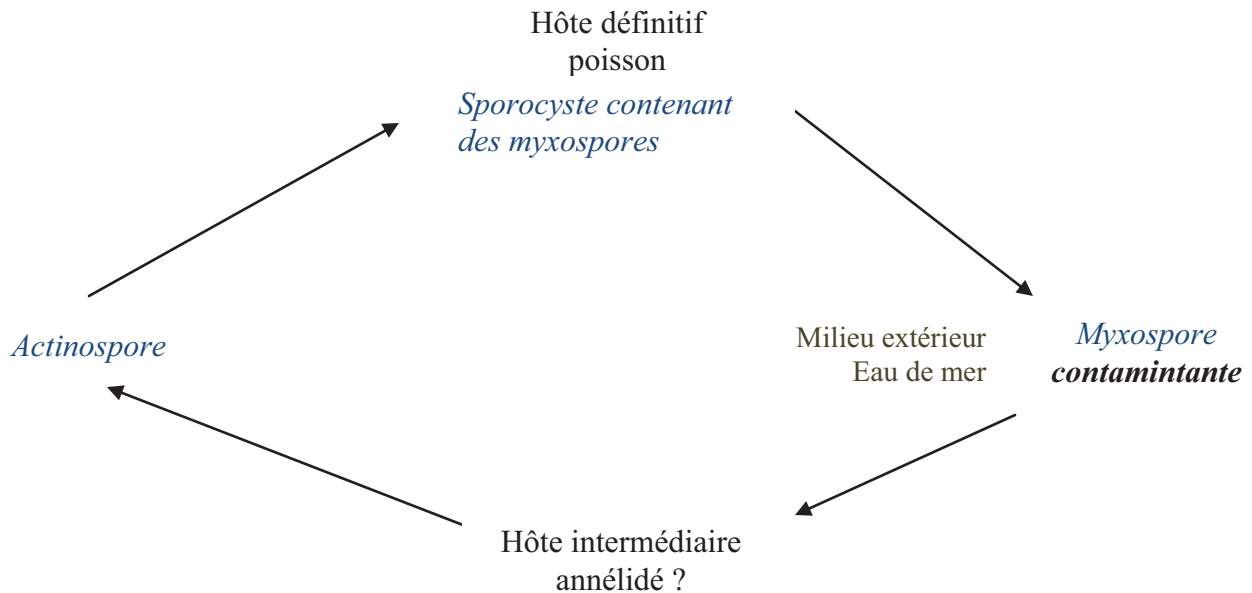 Hôte définitif
poisson
Sporocyste contenant
des myxospores
Actinospore
Milieu extérieur
Eau de mer
Myxospore
contamintante
Hôte intermédiaire
annélidé ?